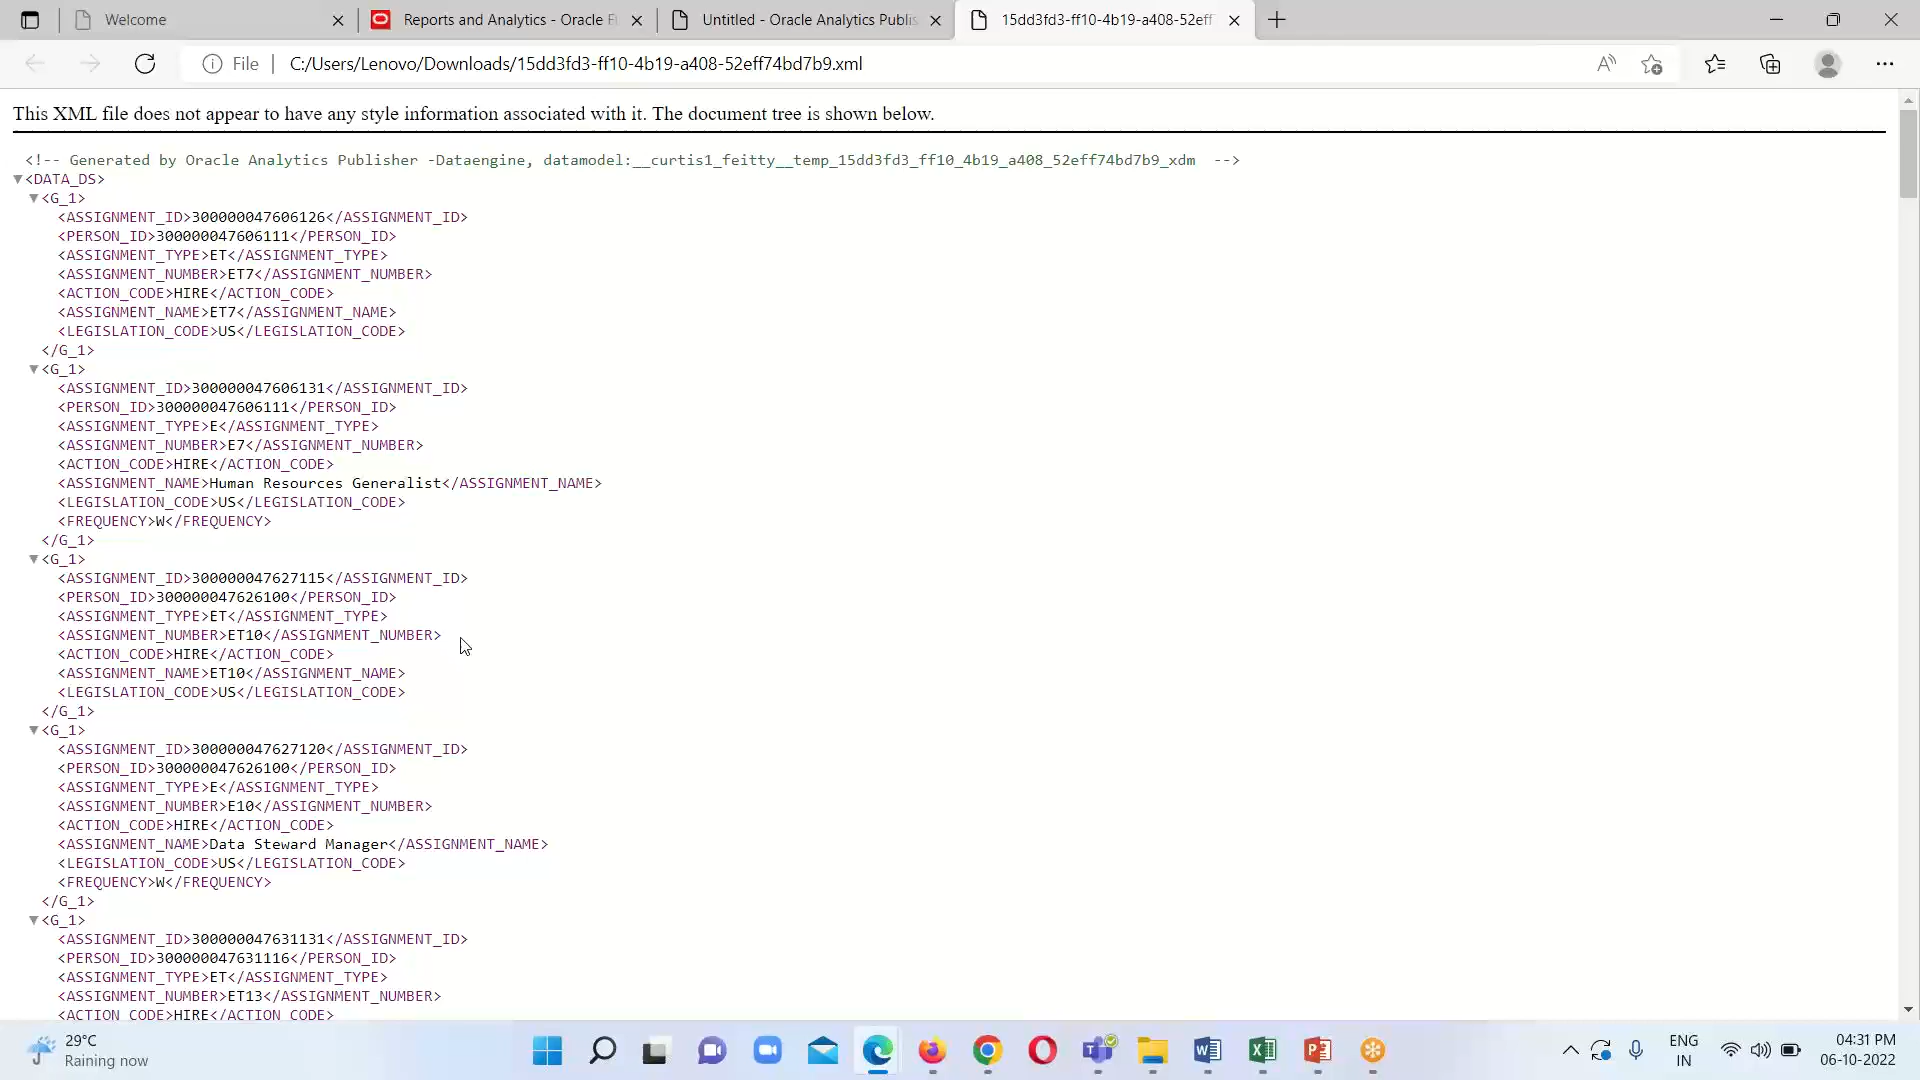 Welcome
Reports and Analytics - Oracle F
Untitled - Oracle Analytics Publis
15dd3fd3-ff10-4b19-a408-52eff
File
C:/Users/Lenovo/Downloads/15dd3fd3-ff10-4b19-a408-52eff74bd7b9.xml
This XML file does not appear to have any style information associated with it. The document tree is shown below.
<!-- Generated by Oracle Analytics Publisher -Dataengine, datamodel:__curtis1_feitty__temp_15dd3fd3_ff10_4b19_a408_52eff74bd7b9_xdm -->
▼<DATA_DS>
▼<G_1>
<ASSIGNMENT_ID>300000047606126</ASSIGNMENT_ID>
<PERSON_ID>300000047606111</PERSON_ID>
<ASSIGNMENT_TYPE>ET</ASSIGNMENT_TYPE>
<ASSIGNMENT_NUMBER>ET7</ASSIGNMENT_NUMBER>
<ACTION_CODE>HIRE</ACTION_CODE>
<ASSIGNMENT_NAME>ET7</ASSIGNMENT_NAME>
<LEGISLATION_CODE>US</LEGISLATION_CODE>
</G_1>
▼<G_1>
<ASSIGNMENT_ID>300000047606131</ASSIGNMENT_ID>
<PERSON_ID>300000047606111</PERSON_ID>
<ASSIGNMENT_TYPE>E</ASSIGNMENT_TYPE>
<ASSIGNMENT_NUMBER>E7</ASSIGNMENT_NUMBER>
<ACTION_CODE>HIRE</ACTION_CODE>
<ASSIGNMENT_NAME>Human Resources Generalist</ASSIGNMENT_NAME>
<LEGISLATION_CODE>US</LEGISLATION_CODE>
<FREQUENCY>W</FREQUENCY>
</G_1>
▼<G_1>
<ASSIGNMENT_ID>300000047627115</ASSIGNMENT_ID>
<PERSON_ID>300000047626100</PERSON_ID>
<ASSIGNMENT_TYPE>ET</ASSIGNMENT_TYPE>
<ASSIGNMENT_NUMBER>ET10</ASSIGNMENT_NUMBER>
<ACTION_CODE>HIRE</ACTION_CODE>
<ASSIGNMENT_NAME>ET10</ASSIGNMENT_NAME>
<LEGISLATION_CODE>US</LEGISLATION_CODE>
</G_1>
▼<G_1>
<ASSIGNMENT_ID>300000047627120</ASSIGNMENT_ID>
<PERSON_ID>300000047626100</PERSON_ID>
<ASSIGNMENT_TYPE>E</ASSIGNMENT_TYPE>
<ASSIGNMENT_NUMBER>E10</ASSIGNMENT_NUMBER>
<ACTION_CODE>HIRE</ACTION_CODE>
<ASSIGNMENT_NAME>Data Steward Manager</ASSIGNMENT_NAME>
<LEGISLATION_CODE>US</LEGISLATION_CODE>
<FREQUENCY>W</FREQUENCY>
</G_1>
▼<G_1>
<ASSIGNMENT_ID>300000047631131</ASSIGNMENT_ID>
<PERSON_ID>300000047631116</PERSON_ID>
<ASSIGNMENT_TYPE>ET</ASSIGNMENT_TYPE>
<ASSIGNMENT_NUMBER>ET13</ASSIGNMENT_NUMBER>
<ACTION_CODE>HIRE</ACTION_CODE>
29°C
Raining now
ENG
IN
04:31 PM
06-10-2022